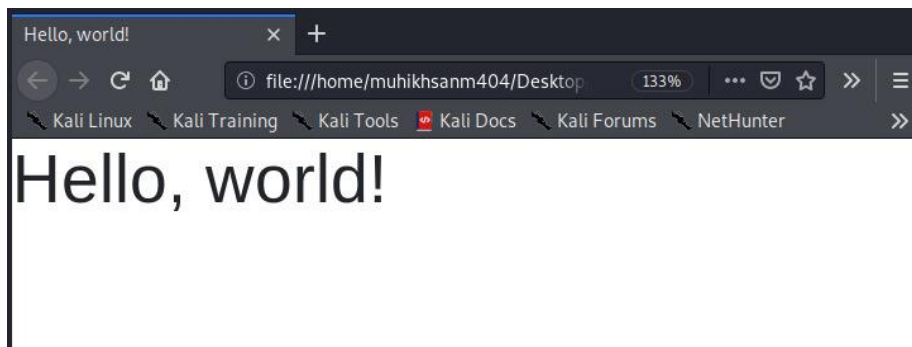 Hello, world!
file:///home/muhikhsanm404/Desktop 133%
Kali Linux Kali Training Kali Tools Kali Docs Kali Forums NetHunter
Hello, world!